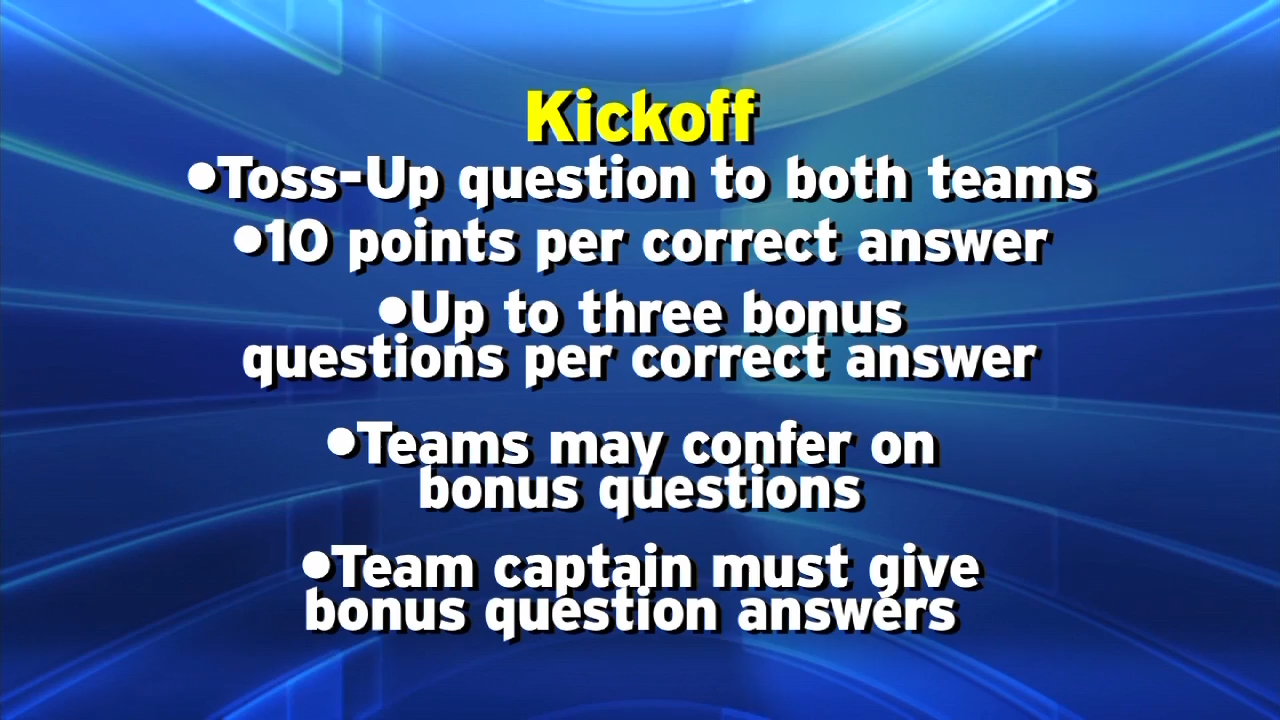 Kickoff
•Toss-Up question to both teams
•10 points per correct answer
•Up to three bonus
questions per correct answer
•Teams may confer on
bonus questions
•Team captain must give
bonus question answers